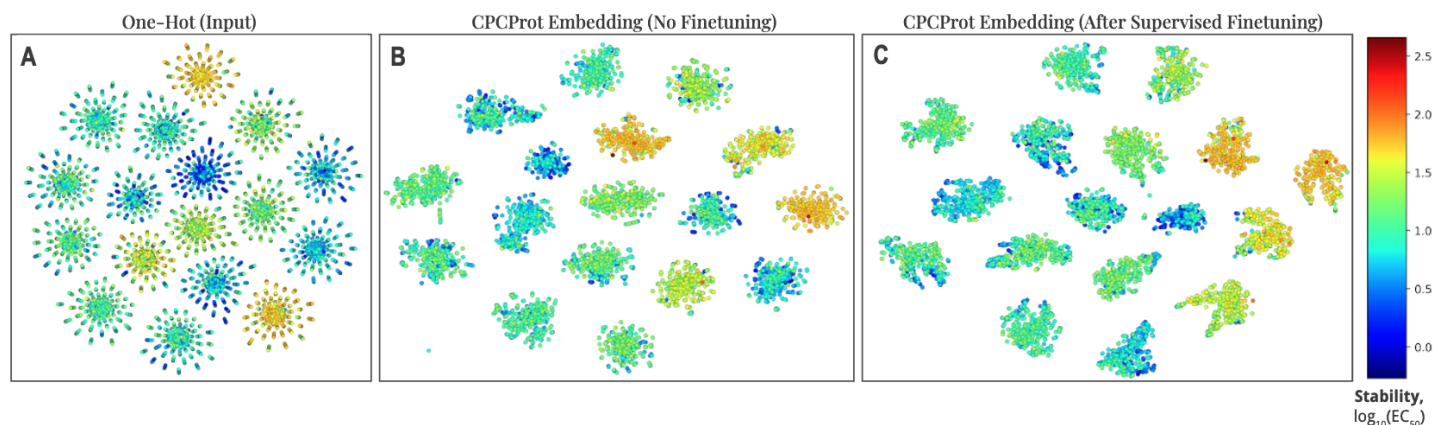 One-Hot (Input)
CPCProt Embedding (No Finetuning)
CPCProt Embedding (After Supervised Finetuning)
A
B
C
2.5
2.0
1.5
1.0
0.5
0.0
Stability,
log₁₀(EC₅₀)